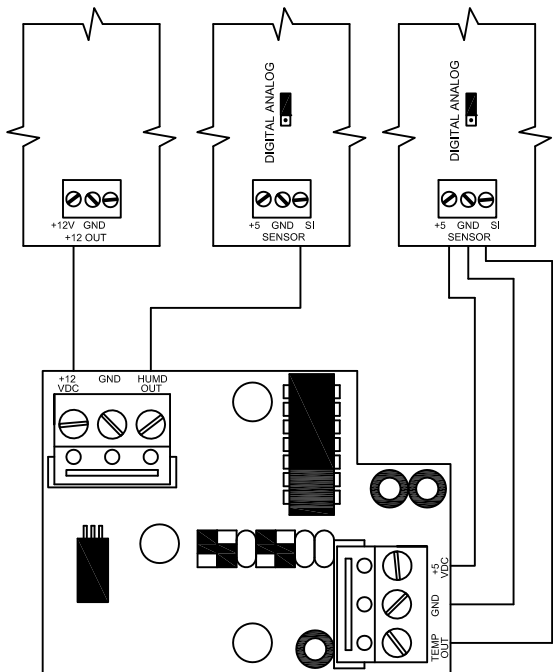 DIGITAL ANALOG
DIGITAL ANALOG
+12V GND
+12 OUT
+5 GND SI
SENSOR
+5 GND SI
SENSOR
+12
VDC
GND
HUMD
OUT
+5
VDC
GND
TEMP
OUT